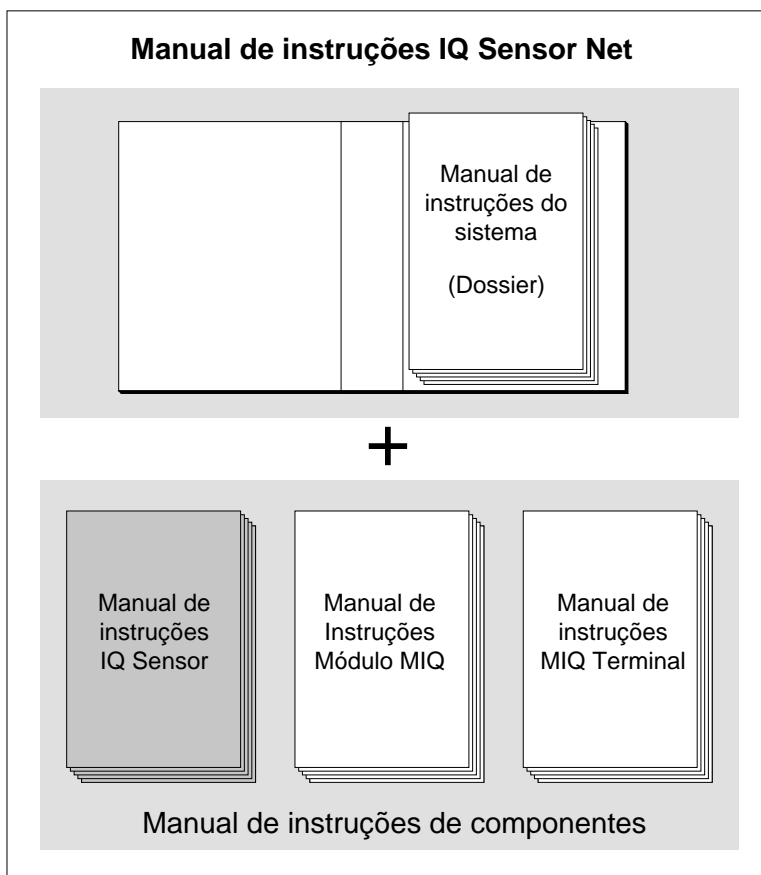 Manual de instruções IQ Sensor Net
Manual de
instruções do
sistema
(Dossier)
+
Manual de
instruções
IQ Sensor
Manual de
Instruções
Módulo MIQ
Manual de
instruções
MIQ Terminal
Manual de instruções de componentes